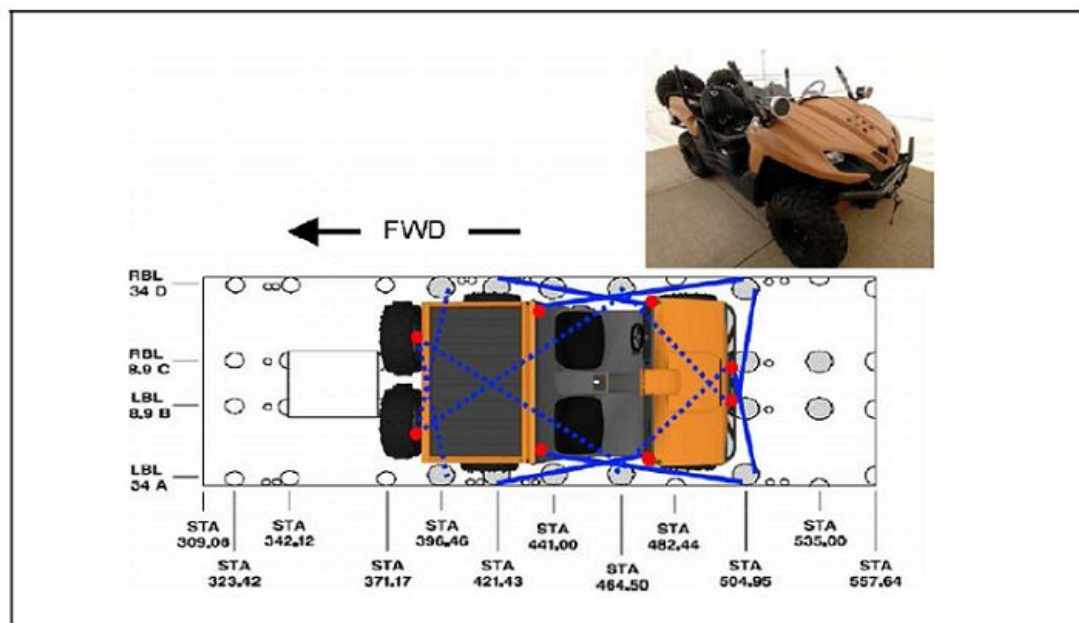 FWD
RBL
34 D
RBL
8.9 C
LBL
8.9 B
LBL
34 A
STA
309.08
STA
323.42
STA
342.12
STA
371.17
STA
396.46
STA
421.43
STA
441.00
STA
464.50
STA
482.44
STA
504.95
STA
535.00
STA
557.64